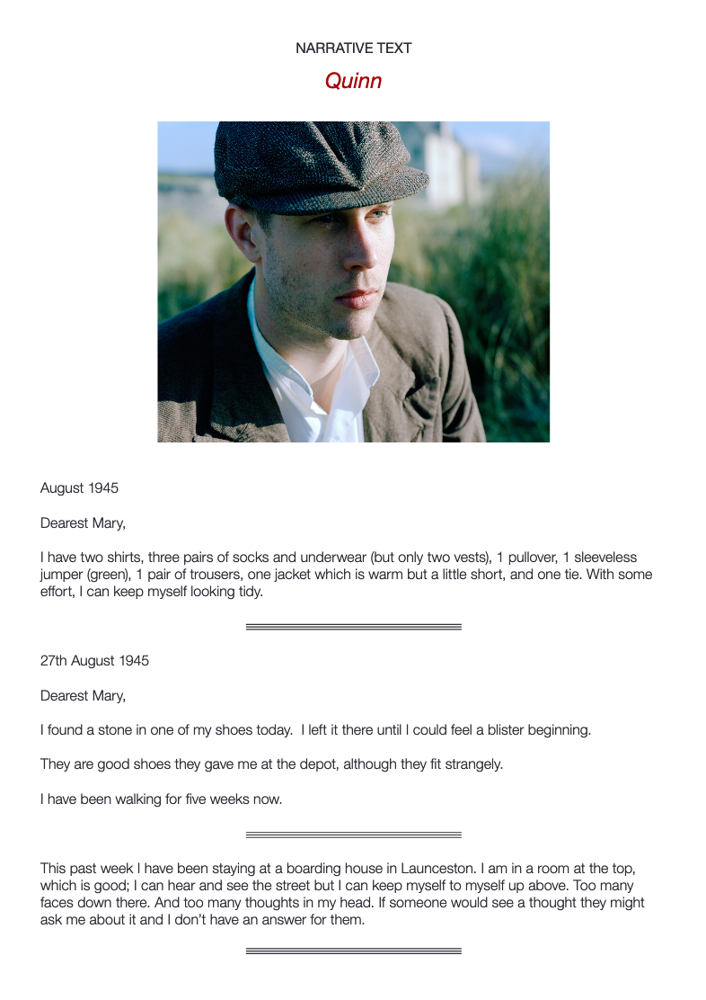 NARRATIVE TEXT
Quinn
August 1945
Dearest Mary,
I have two shirts, three pairs of socks and underwear (but only two vests), 1 pullover, 1 sleeveless
jumper (green), 1 pair of trousers, one jacket which is warm but a little short, and one tie. With some
effort, I can keep myself looking tidy.
27th August 1945
Dearest Mary,
I found a stone in one of my shoes today.  I left it there until I could feel a blister beginning.
They are good shoes they gave me at the depot, although they fit strangely.
I have been walking for five weeks now.
This past week I have been staying at a boarding house in Launceston. I am in a room at the top,
which is good; I can hear and see the street but I can keep myself to myself up above. Too many
faces down there. And too many thoughts in my head. If someone would see a thought they might
ask me about it and I don’t have an answer for them.